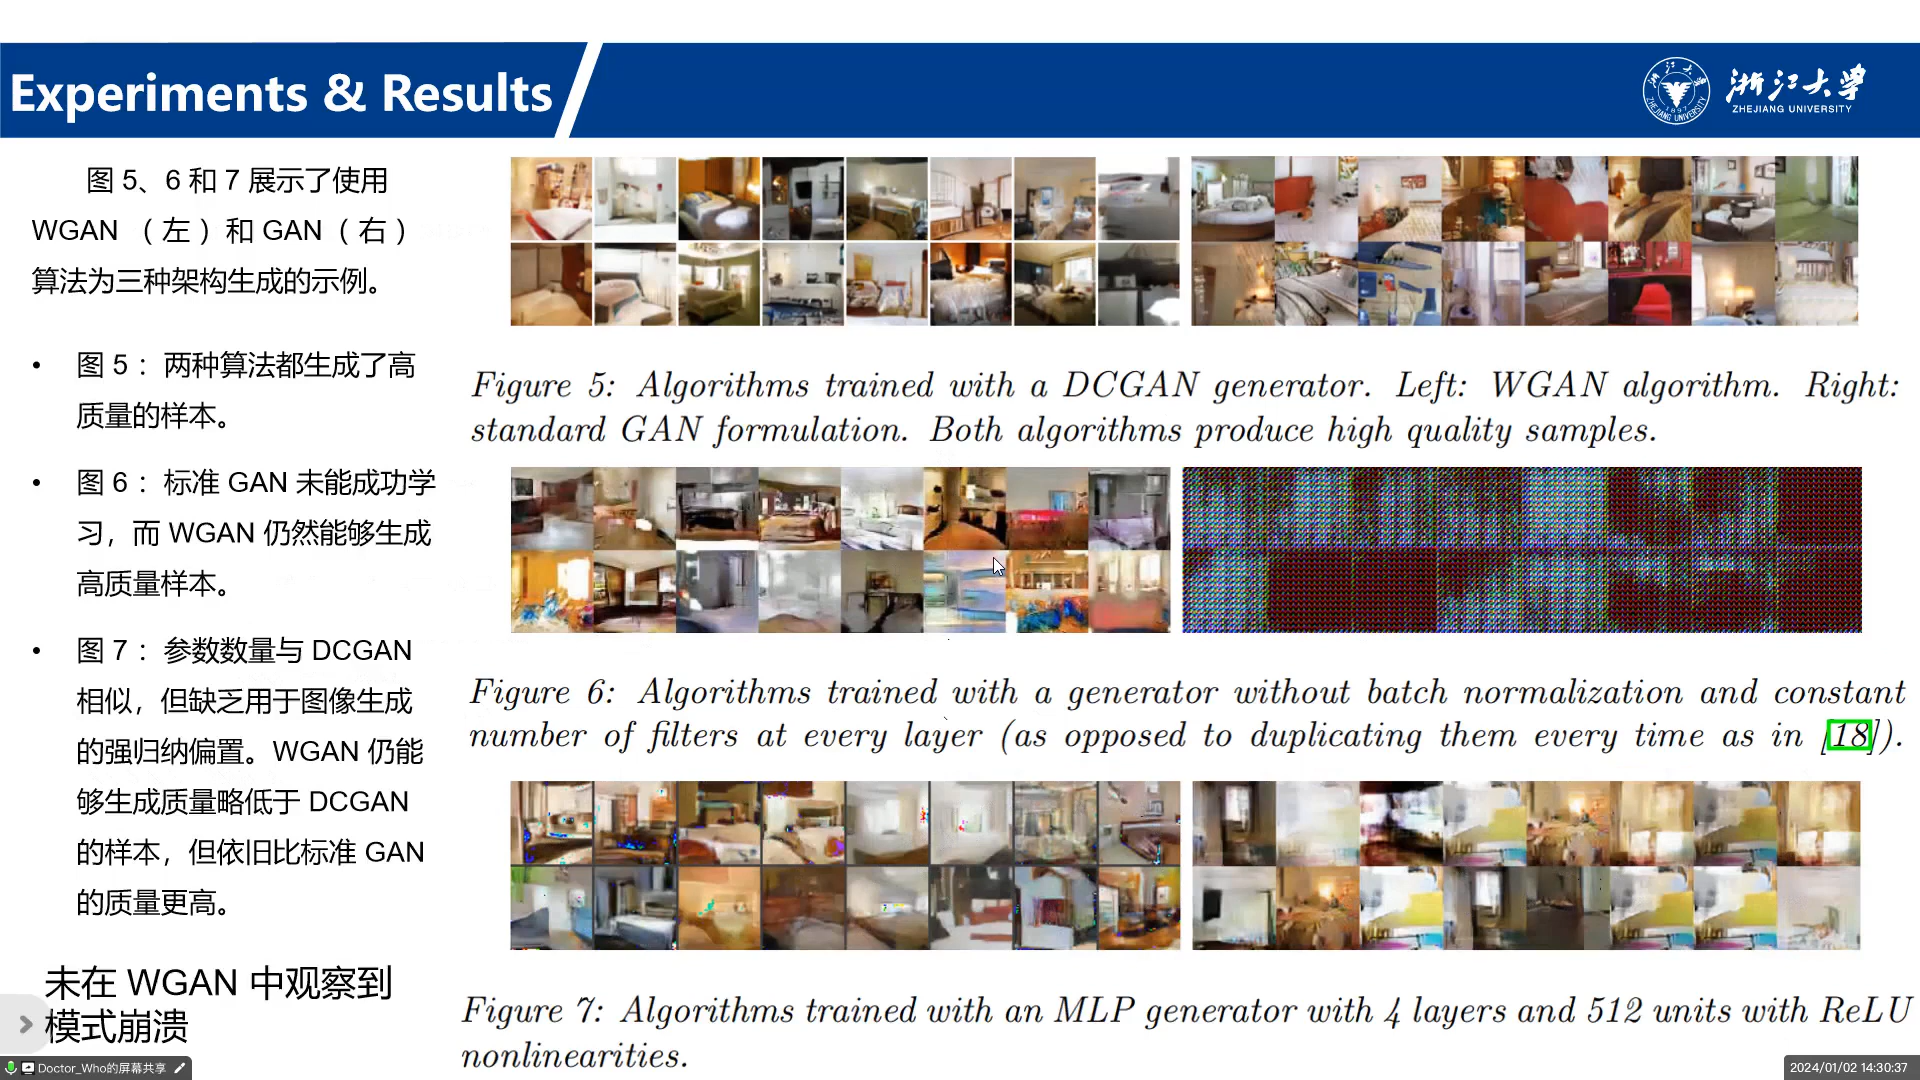 Experiments & Results
浙江大学
ZHEJIANG UNIVERSITY
1897
图 5、6 和 7 展示了使用
WGAN （左）和 GAN（右）
算法为三种架构生成的示例。
• 图 5 ：两种算法都生成了高
质量的样本。
• 图 6 ：标准 GAN 未能成功学
习，而 WGAN 仍然能够生成
高质量样本。
• 图 7 ：参数数量与 DCGAN
相似，但缺乏用于图像生成
的强归纳偏置。WGAN 仍能
够生成质量略低于 DCGAN
的样本，但依旧比标准 GAN
的质量更高。
未在 WGAN 中观察到
模式崩溃
Figure 5: Algorithms trained with a DCGAN generator. Left: WGAN algorithm. Right:
standard GAN formulation. Both algorithms produce high quality samples.
Figure 6: Algorithms trained with a generator without batch normalization and constant
number of filters at every layer (as opposed to duplicating them every time as in [18]).
Figure 7: Algorithms trained with an MLP generator with 4 layers and 512 units with ReLU
nonlinearities.
Doctor_Who的屏幕共享
2024/01/02 14:30:37